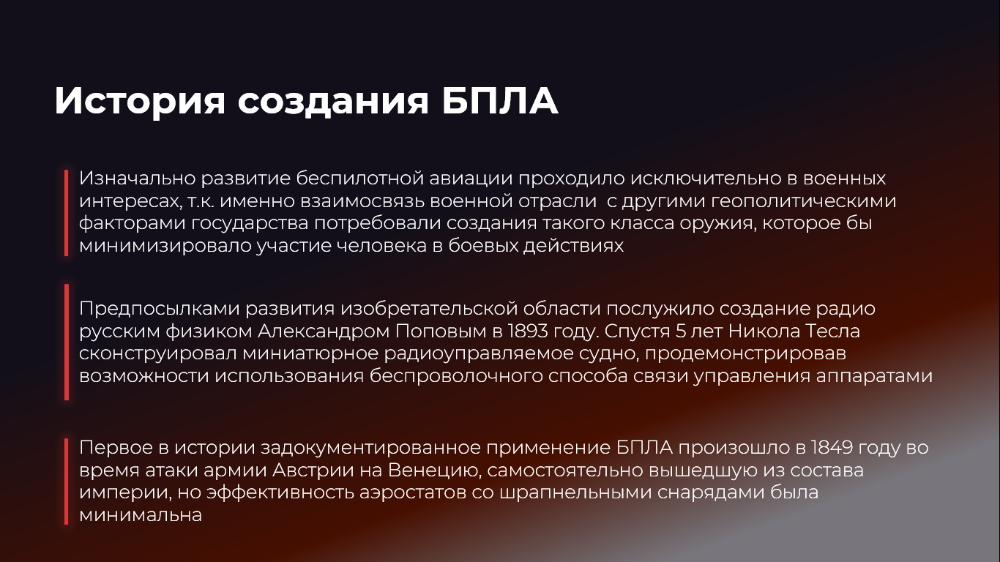 История создания БПЛА
Изначально развитие беспилотной авиации проходило исключительно в военных
интересах, т.к. именно взаимосвязь военной отрасли  с другими геополитическими
факторами государства потребовали создания такого класса оружия, которое бы
минимизировало участие человека в боевых действиях
Предпосылками развития изобретательской области послужило создание радио
русским физиком Александром Поповым в 1893 году. Спустя 5 лет Никола Тесла
сконструировал миниатюрное радиоуправляемое судно, продемонстрировав
возможности использования беспроволочного способа связи управления аппаратами
Первое в истории задокументированное применение БПЛА произошло в 1849 году во
время атаки армии Австрии на Венецию, самостоятельно вышедшую из состава
империи, но эффективность аэростатов со шрапнельными снарядами была
минимальна